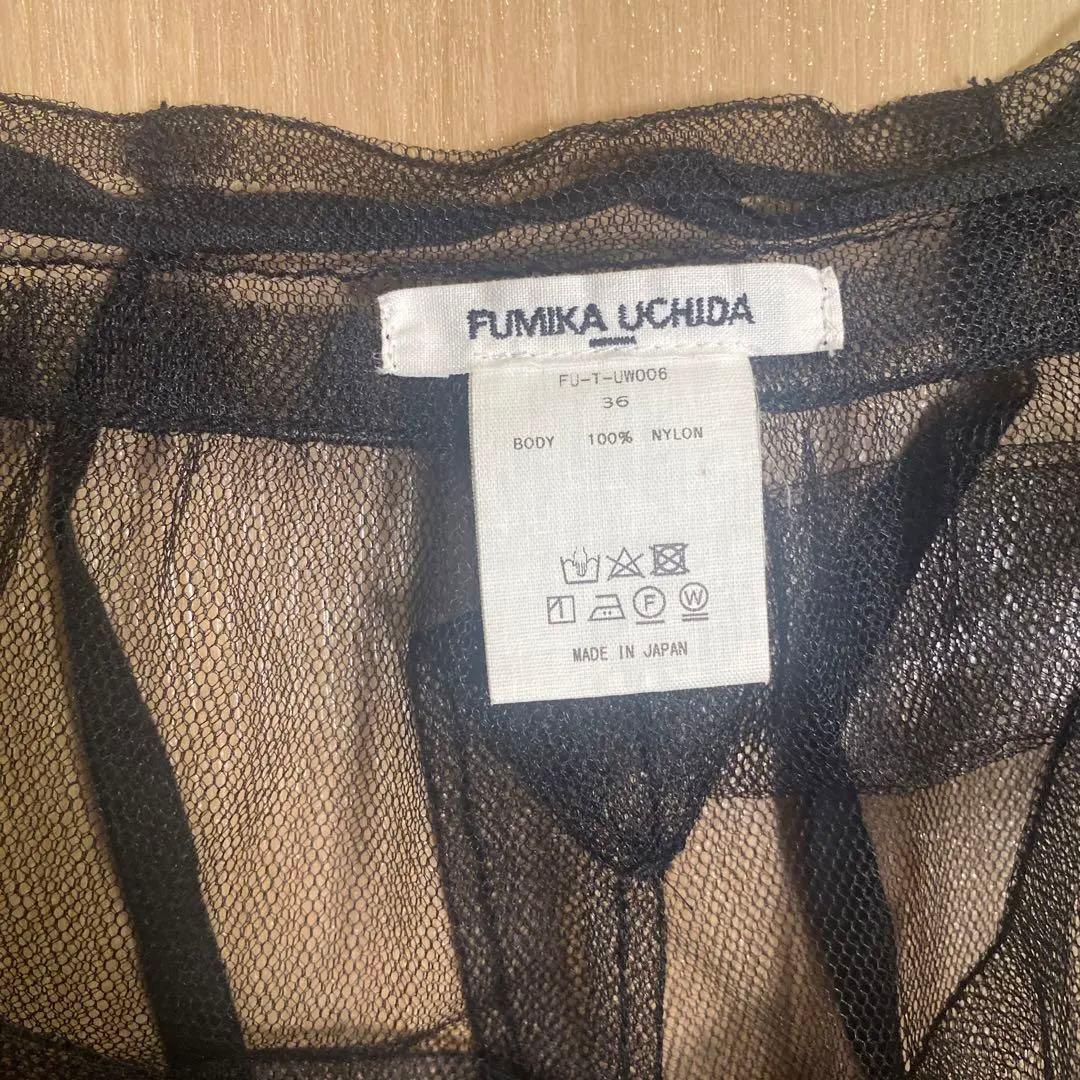 FUMIKA UCHIDA
FU-T-UW006
36
BODY 100% NYLON
F W
MADE IN JAPAN